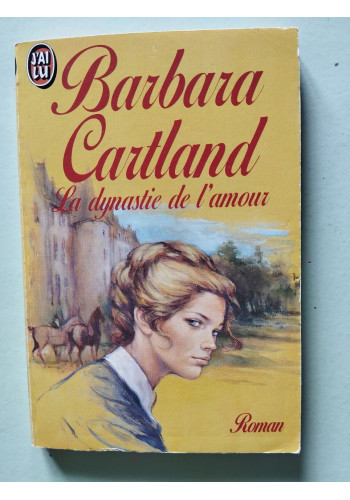 J'AI
LU
Barbara
Cartland
La dynastie de l'amour
Roman